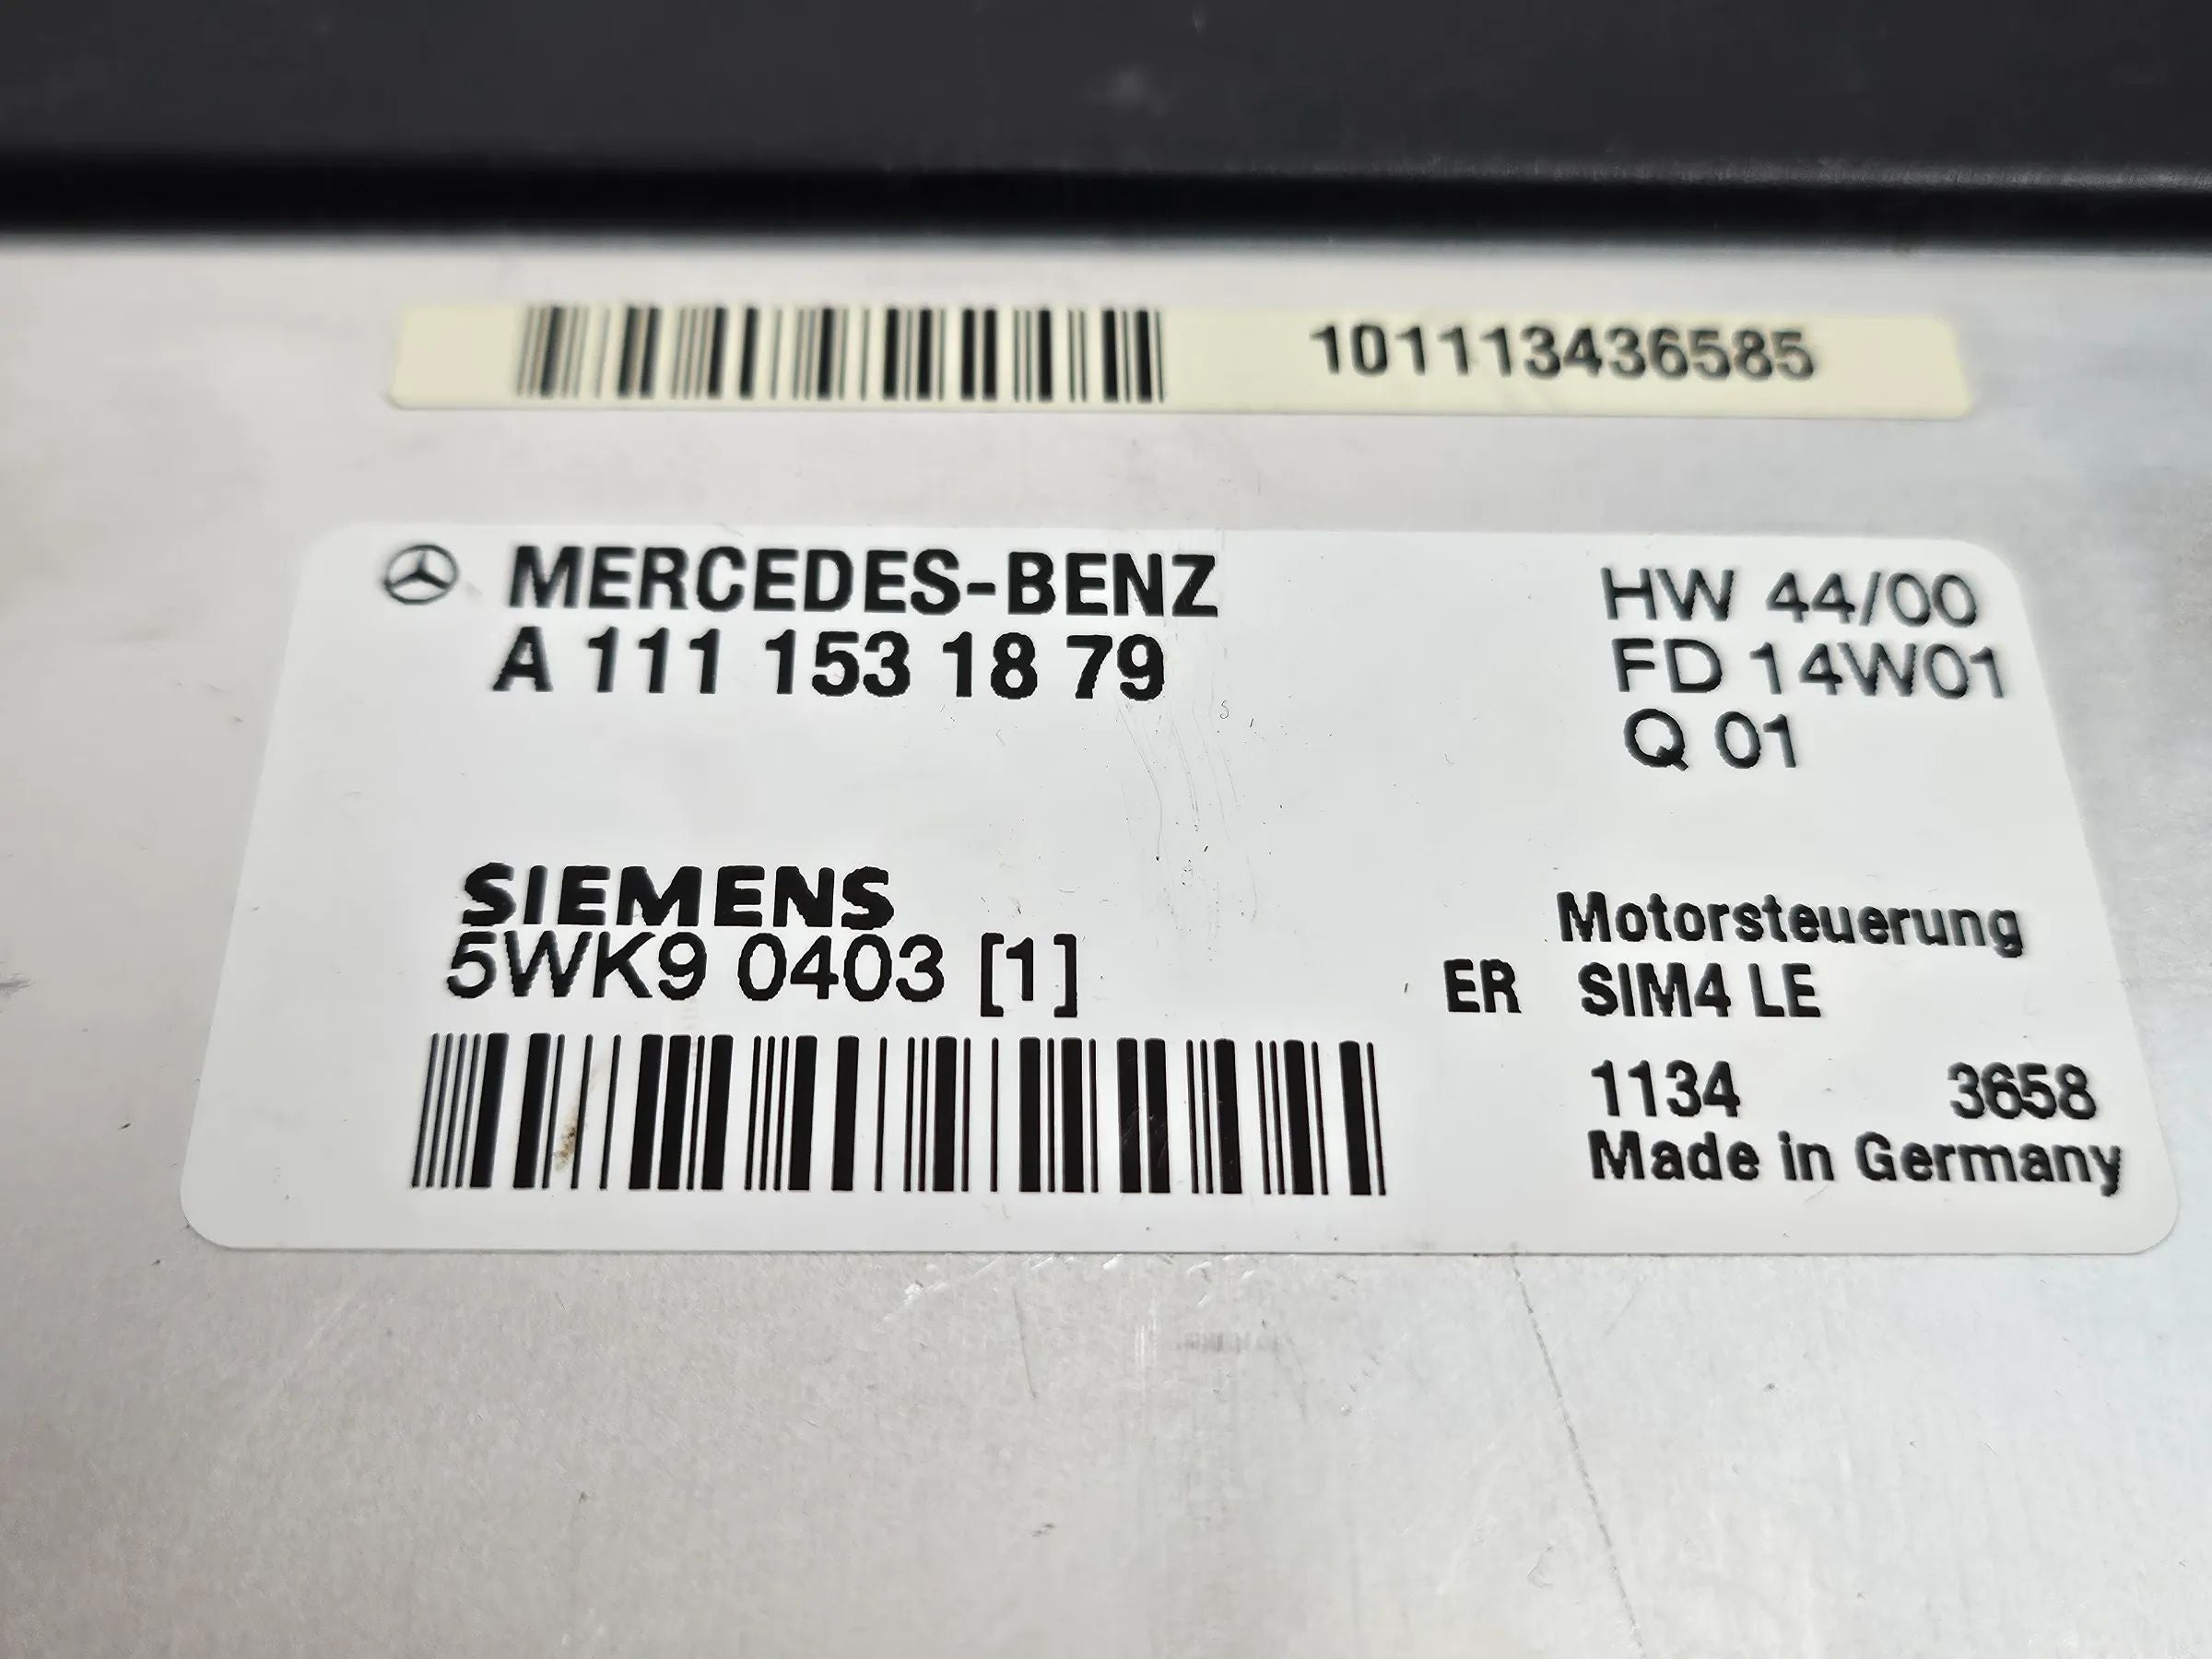 101113436585
MERCEDES-BENZ
A 111 153 18 79
HW 44/00
FD 14W01
Q 01
SIEMENS
5WK9 0403 [1]
Motorsteuerung
ER SIM4 LE
1134 3658
Made in Germany